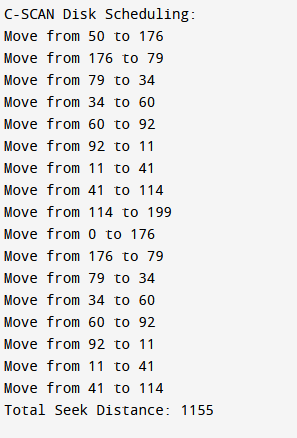 C-SCAN Disk Scheduling:
Move from 50 to 176
Move from 176 to 79
Move from 79 to 34
Move from 34 to 60
Move from 60 to 92
Move from 92 to 11
Move from 11 to 41
Move from 41 to 114
Move from 114 to 199
Move from 0 to 176
Move from 176 to 79
Move from 79 to 34
Move from 34 to 60
Move from 60 to 92
Move from 92 to 11
Move from 11 to 41
Move from 41 to 114
Total Seek Distance: 1155